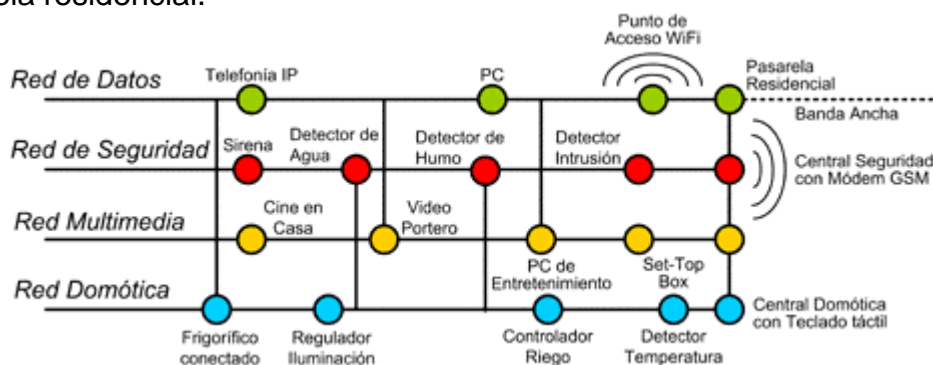 residencial.
Punto de
Acceso WiFi
Red de Datos
Telefonía IP
PC
Pasarela
Residencial
Banda Ancha
Red de Seguridad
Sirena
Detector de
Agua
Detector de
Humo
Detector
Intrusión
Central Seguridad
con Módem GSM
Red Multimedia
Cine en
Casa
Video
Portero
PC de
Entretenimiento
Set-Top
Box
Red Domótica
Frigorífico
conectado
Regulador
Iluminación
Controlador
Riego
Detector
Temperatura
Central Domótica
con Teclado táctil